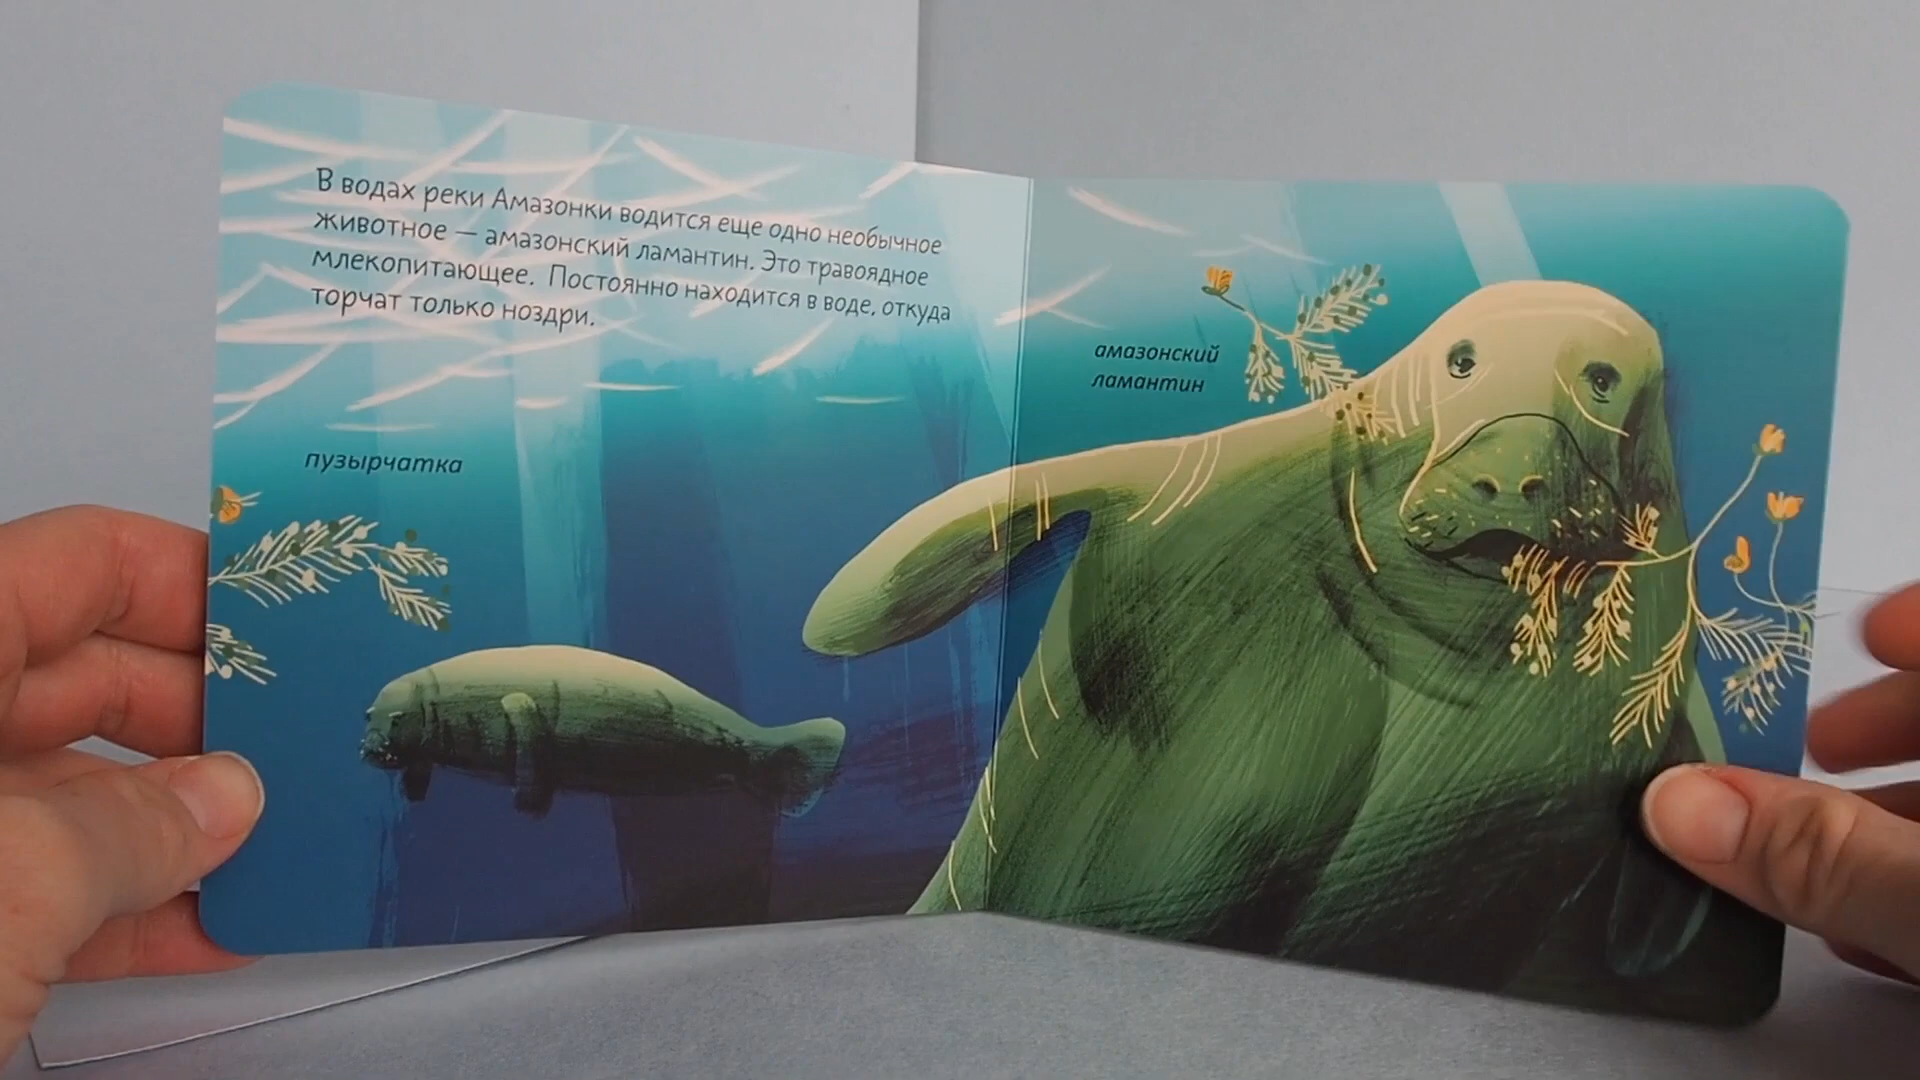 В водах реки Амазонки водится еще одно необычное
животное — амазонский ламантин. Это травоядное
млекопитающее. Постоянно находится в воде, откуда
торчат только ноздри.
пузырчатка
амазонский
ламантин